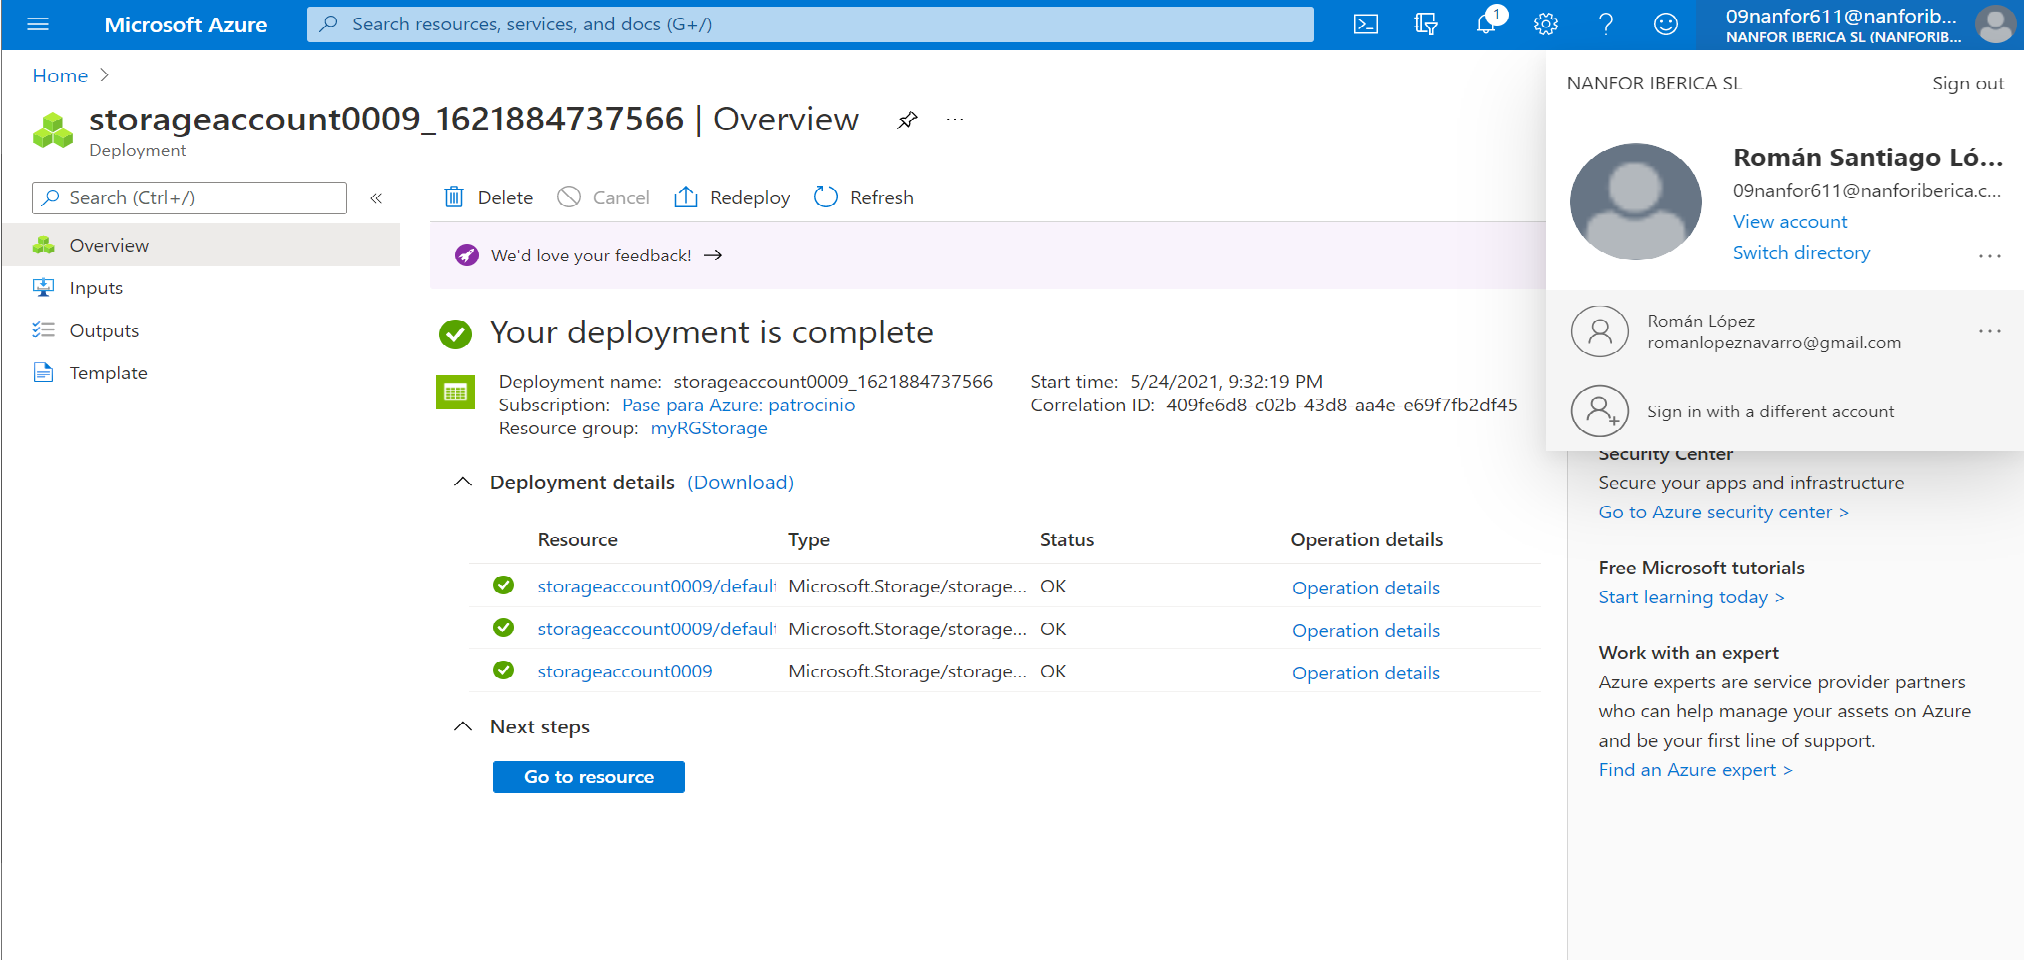 Microsoft Azure
Search resources, services, and docs (G+/)
1
09nanfor611@nanforib...
NANFOR IBERICA SL (NANFORIB...
Home
storageaccount0009_1621884737566 | Overview
...
Deployment
Search (Ctrl+/)
«
Overview
Inputs
Outputs
Template
Delete
Cancel
Redeploy
Refresh
We'd love your feedback! →
Your deployment is complete
Deployment name: storageaccount0009_1621884737566
Subscription: Pase para Azure: patrocinio
Resource group: myRGStorage
Start time: 5/24/2021, 9:32:19 PM
Correlation ID: 409fe6d8-c02b-43d8-aa4e-e69f7fb2df45
Deployment details (Download)
Resource Type Status Operation details
storageaccount0009/default Microsoft.Storage/storage... OK Operation details
storageaccount0009/default Microsoft.Storage/storage... OK Operation details
storageaccount0009 Microsoft.Storage/storage... OK Operation details
Next steps
Go to resource
NANFOR IBERICA SL
Sign out
Román Santiago Ló...
09nanfor611@nanforiberica.c...
View account
Switch directory
...
Román López
romanlopeznavarro@gmail.com
...
Sign in with a different account
Security Center
Secure your apps and infrastructure
Go to Azure security center >
Free Microsoft tutorials
Start learning today >
Work with an expert
Azure experts are service provider partners
who can help manage your assets on Azure
and be your first line of support.
Find an Azure expert >